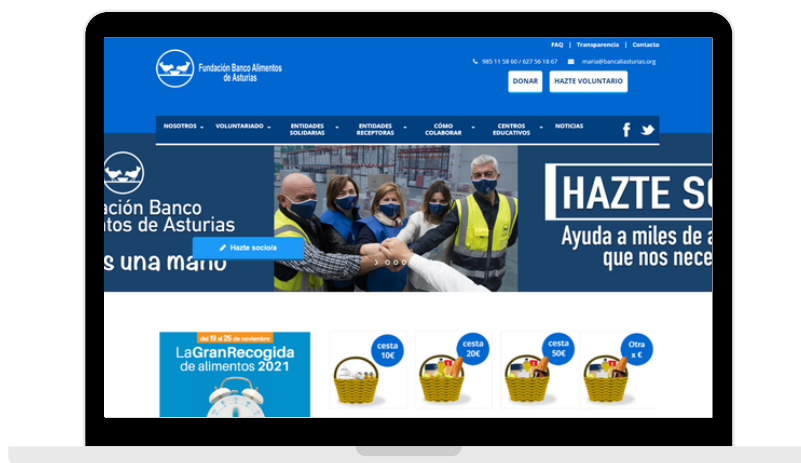 FAQ | Transparencia | Contacto
985 11 58 60 / 627 56 18 67 maria@bancaliasturias.org
Fundación Banco Alimentos
de Asturias
DONAR HAZTE VOLUNTARIO
NOSOTROS VOLUNTARIADO ENTIDADES SOLIDARIAS ENTIDADES RECEPTORAS CÓMO COLABORAR CENTROS EDUCATIVOS NOTICIAS
ación Banco
ntos de Asturias
s una mano
Hazte socio/a
HAZTE S
Ayuda a miles de a
que nos nece
del 19 al 25 de noviembre
LaGranRecogida
de alimentos 2021
cesta
10€
cesta
20€
cesta
50€
Otra
x €